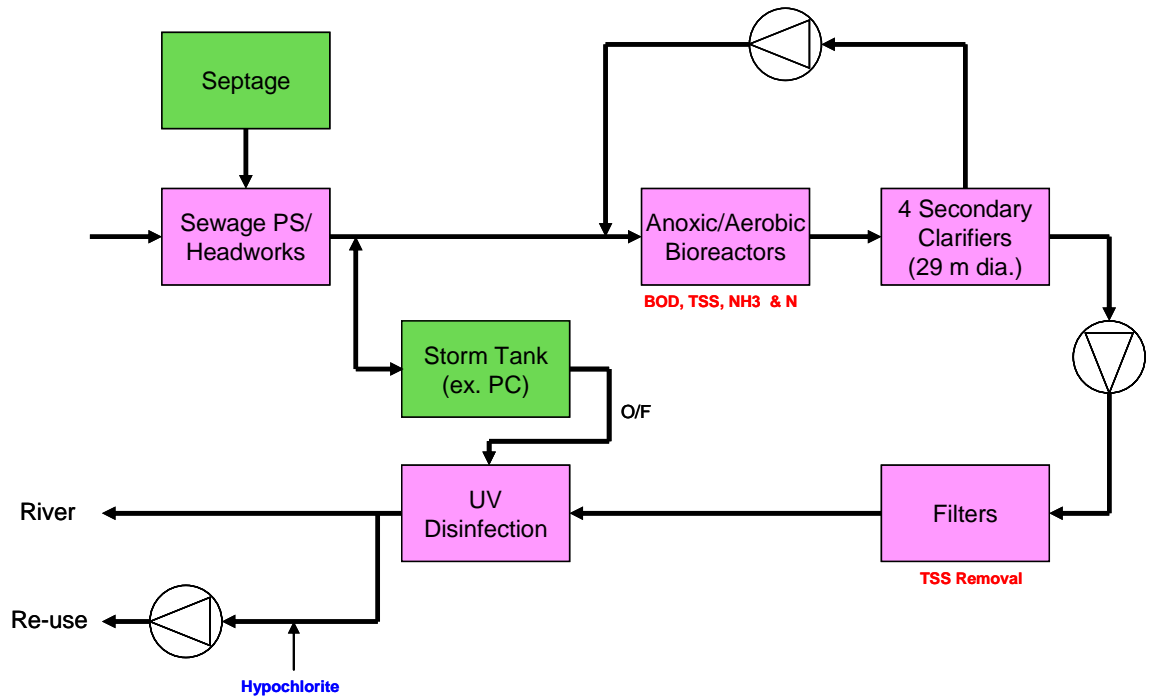 Septage
Sewage PS/
Headworks
Anoxic/Aerobic
Bioreactors
BOD, TSS, NH3 & N
4 Secondary
Clarifiers
(29 m dia.)
Storm Tank
(ex. PC)
O/F
UV
Disinfection
Filters
TSS Removal
River
Re-use
Hypochlorite